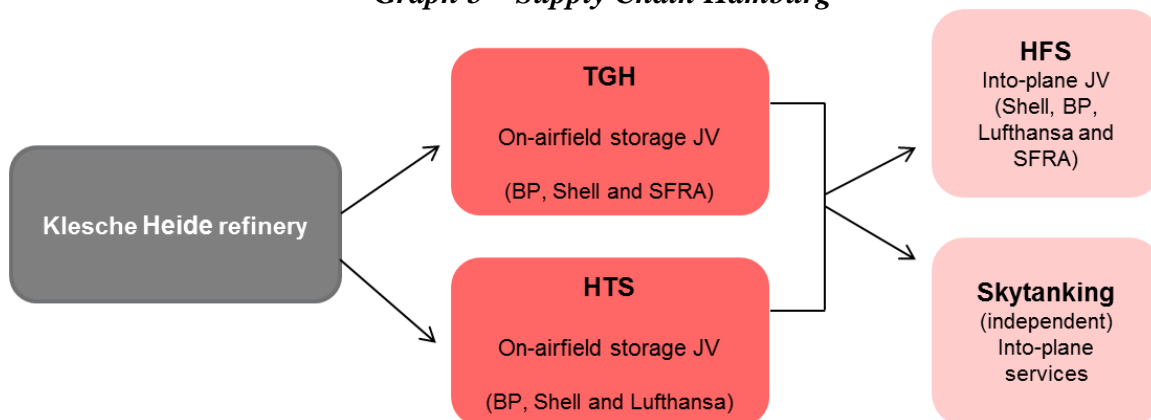 Klesche Heide refinery
TGH
On-airfield storage JV
(BP, Shell and SFRA)
HTS
On-airfield storage JV
(BP, Shell and Lufthansa)
HFS
Into-plane JV
(Shell, BP,
Lufthansa and
SFRA)
Skytanking
(independent)
Into-plane
services